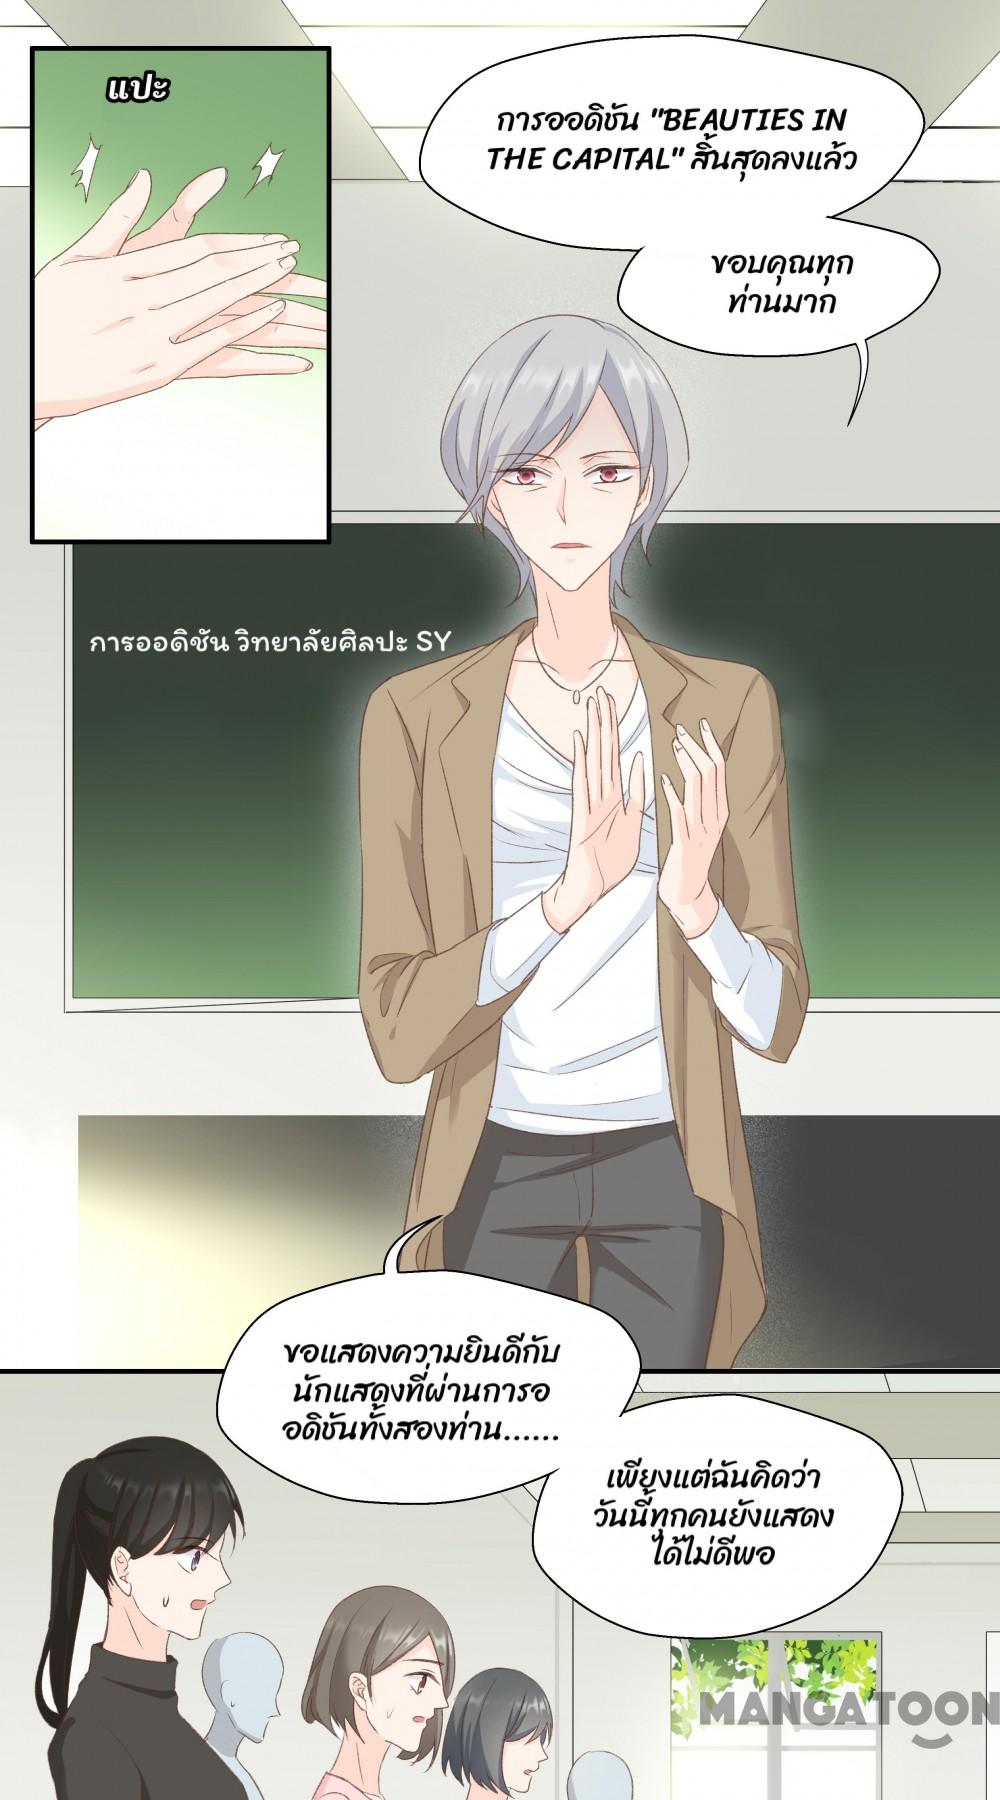 แปะ
การออดิชัน "BEAUTIES IN
THE CAPITAL" สิ้นสุดลงแล้ว
ขอบคุณทุก
ท่านมาก
การออดิชัน วิทยาลัยศิลปะ SY
ขอแสดงความยินดีกับ
นักแสดงที่ผ่านการอ
อดิชันทั้งสองท่าน......
เพียงแต่ฉันคิดว่า
วันนี้ทุกคนยังแสดง
ได้ไม่ดีพอ
MANGATOON